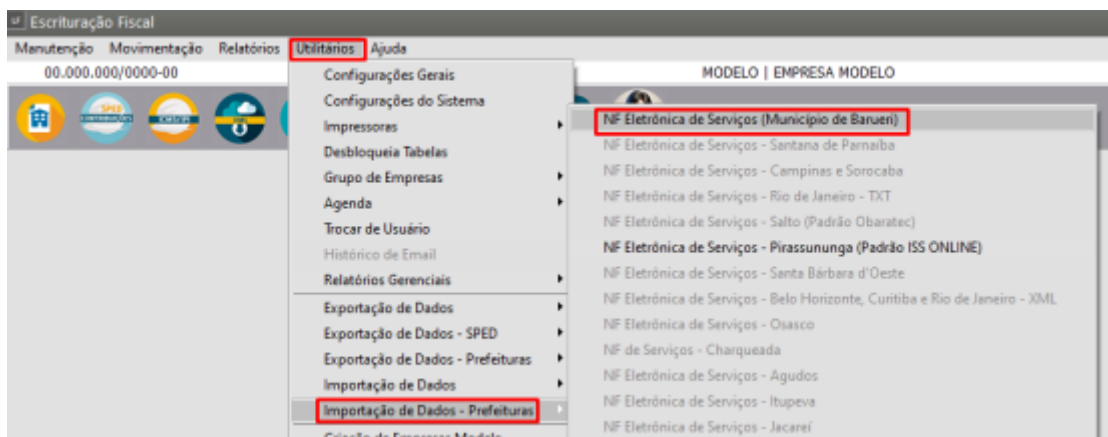 Escrituração Fiscal
Manutenção Movimentação Relatórios Utilitários Ajuda
00.000.000/0000-00 MODELO | EMPRESA MODELO
SPED
CONTRIBUIÇÕES
Configurações Gerais
Configurações do Sistema
Impressoras
Desbloqueia Tabelas
Grupo de Empresas
Agenda
Trocar de Usuário
Histórico de Email
Relatórios Gerenciais
Exportação de Dados
Exportação de Dados - SPED
Exportação de Dados - Prefeituras
Importação de Dados
Importação de Dados - Prefeituras
Criação de Empresas Modelo
NF Eletrônica de Serviços (Município de Barueri)
NF Eletrônica de Serviços - Santana de Parnaíba
NF Eletrônica de Serviços - Campinas e Sorocaba
NF Eletrônica de Serviços - Rio de Janeiro - TXT
NF Eletrônica de Serviços - Salto (Padrão Obaratec)
NF Eletrônica de Serviços - Pirassununga (Padrão ISS ONLINE)
NF Eletrônica de Serviços - Santa Bárbara d'Oeste
NF Eletrônica de Serviços - Belo Horizonte, Curitiba e Rio de Janeiro - XML
NF Eletrônica de Serviços - Osasco
NF de Serviços - Charqueada
NF Eletrônica de Serviços - Agudos
NF Eletrônica de Serviços - Itupeva
NF Eletrônica de Serviços - Jacareí